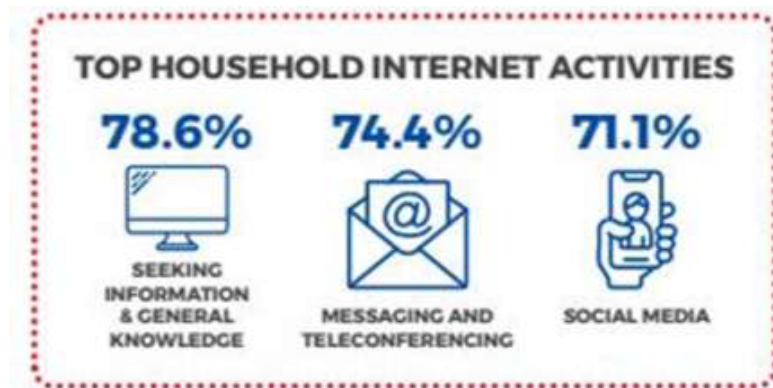 TOP HOUSEHOLD INTERNET ACTIVITIES
78.6%
SEEKING
INFORMATION
& GENERAL
KNOWLEDGE
74.4%
@
MESSAGING AND
TELECONFERENCING
71.1%
SOCIAL MEDIA